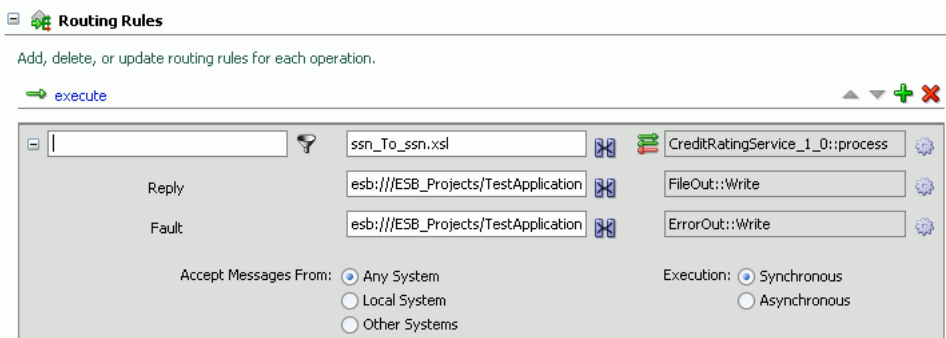 Routing Rules
Add, delete, or update routing rules for each operation.
execute
ssn_To_ssn.xsl CreditRatingService_1_0::process
Reply esb:///ESB_Projects/TestApplication FileOut::Write
Fault esb:///ESB_Projects/TestApplication ErrorOut::Write
Accept Messages From: Any System Execution: Synchronous
Local System Asynchronous
Other Systems